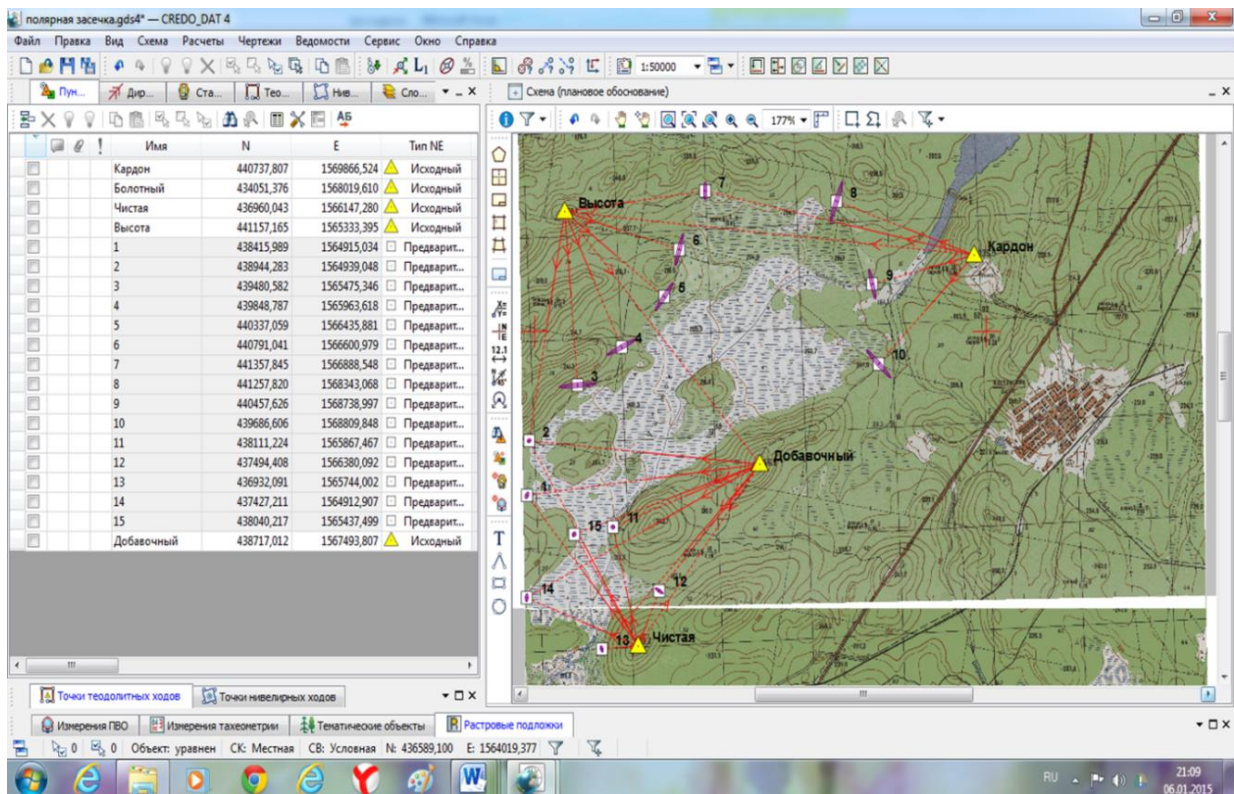 полярная засечка.gds4* — CREDO_DAT 4
Файл Правка Вид Схема Расчеты Чертежи Ведомости Сервис Окно Справка
1:50000
Пун... Дир... Ста... Тео... Нив... Сло...
Схема (плановое обоснование)
177%
Имя N E Тип NE
Кардон 440737,807 1569866,524 Исходный
Болотный 434051,376 1568019,610 Исходный
Чистая 436960,043 1566147,280 Исходный
Высота 441157,165 1565333,395 Исходный
1 438415,989 1564915,034 Предварит...
2 438944,283 1564939,048 Предварит...
3 439480,582 1565475,346 Предварит...
4 439848,787 1565963,618 Предварит...
5 440337,059 1566435,881 Предварит...
6 440791,041 1566600,979 Предварит...
7 441357,845 1566888,548 Предварит...
8 441257,820 1568343,068 Предварит...
9 440457,626 1568738,997 Предварит...
10 439686,606 1568809,848 Предварит...
11 438111,224 1565867,467 Предварит...
12 437494,408 1566380,092 Предварит...
13 436932,091 1565744,002 Предварит...
14 437427,211 1564912,907 Предварит...
15 438040,217 1565437,499 Предварит...
Добавочный 438717,012 1567493,807 Исходный
7
8
Высота
6
Кардон
9
5
4
10
3
2
Добавочный
1
15 11
12
14
13 Чистая
Точки теодолитных ходов Точки нивелирных ходов
Измерения ПВО Измерения тахеометрии Тематические объекты Растровые подложки
0 0 Объект: уравнен СК: Местная СВ: Условная N: 436589,100 E: 1564019,377
RU 21:09
06.01.2015